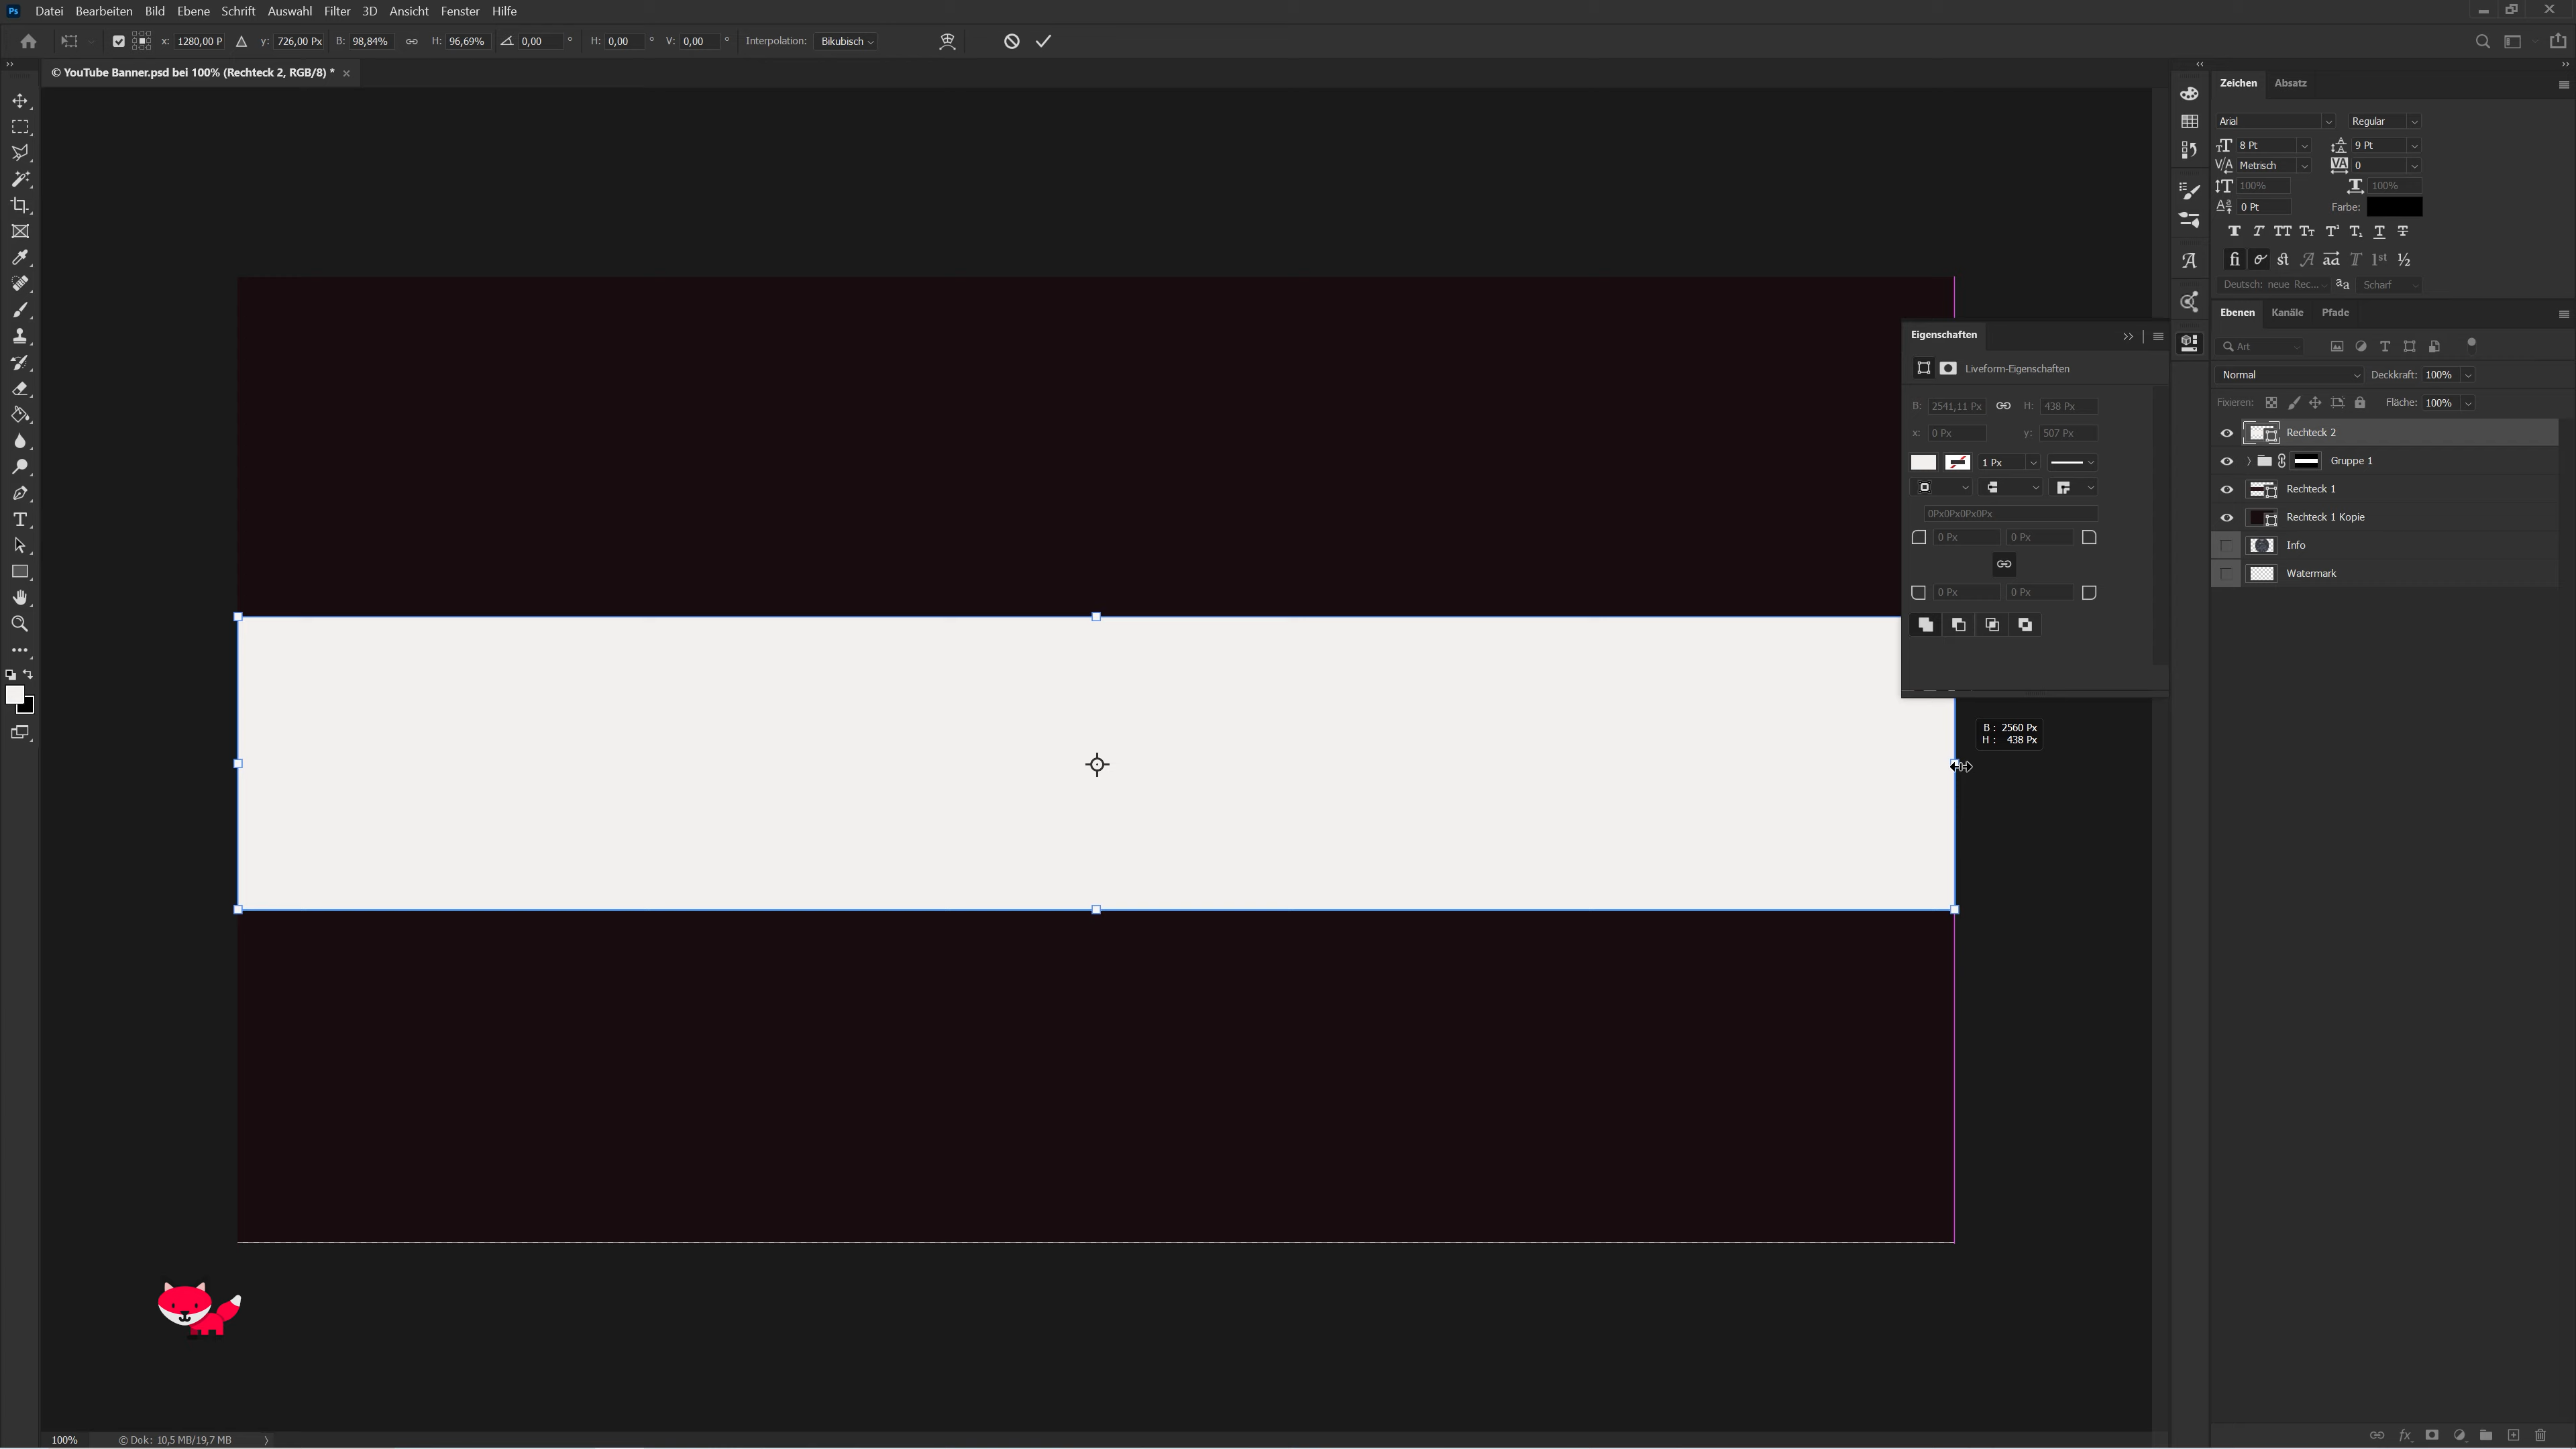 Ps Datei Bearbeiten Bild Ebene Schrift Auswahl Filter 3D Ansicht Fenster Hilfe
x: 1280,00 P y: 726,00 Px B: 98,84% H: 96,69% 0,00 ° H: 0,00 ° V: 0,00 ° Interpolation: Bikubisch
© YouTube Banner.psd bei 100% (Rechteck 2, RGB/8) * ×
Zeichen Absatz
Arial Regular
8 Pt 9 Pt
Metrisch 0
100% 100%
0 Pt Farbe:
Deutsch: neue Rec... aa Scharf
Ebenen Kanäle Pfade
Art
Normal Deckkraft: 100%
Fixieren: Fläche: 100%
Rechteck 2
Gruppe 1
Rechteck 1
Rechteck 1 Kopie
Info
Watermark
Eigenschaften
Liveform-Eigenschaften
B: 2541,11 Px H: 438 Px
x: 0 Px y: 507 Px
1 Px
0Px0Px0Px0Px
0 Px 0 Px
0 Px 0 Px
B: 2560 Px
H: 438 Px
100% © Dok: 10,5 MB/19,7 MB
fx